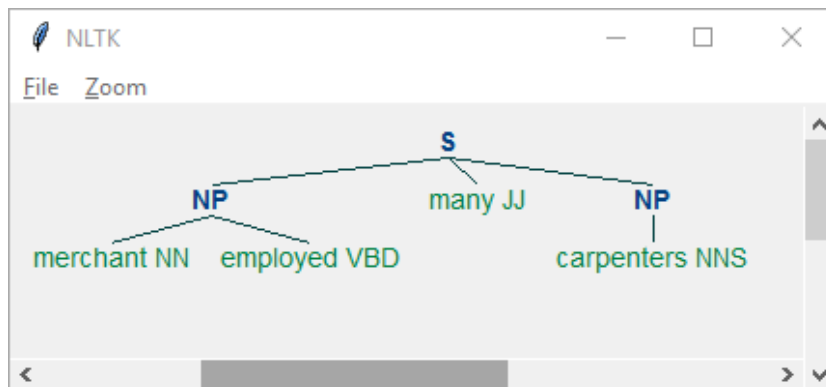 NLTK
File Zoom
S
NP many JJ NP
merchant NN employed VBD carpenters NNS